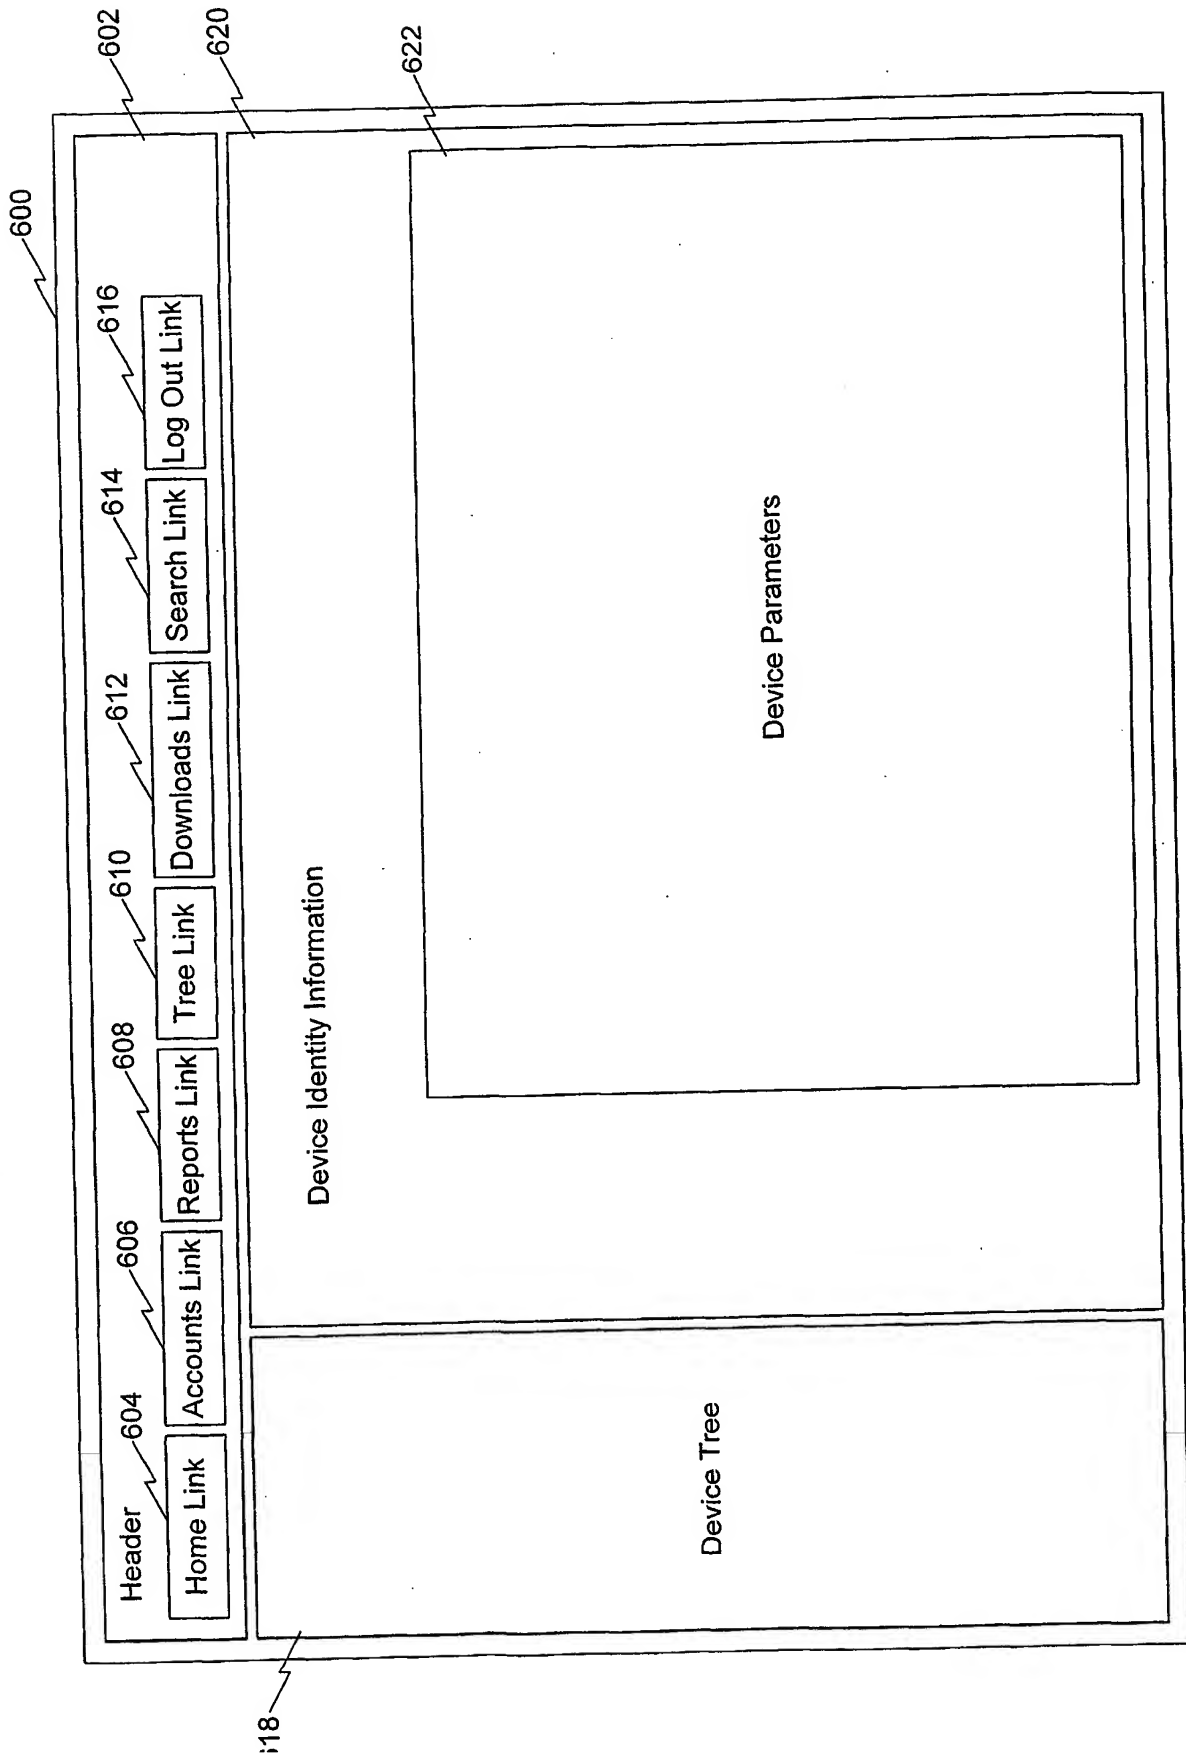 600
602
620
622
Header
604
606
608
610
612
614
616
Home Link
Accounts Link
Reports Link
Tree Link
Downloads Link
Search Link
Log Out Link
Device Identity Information
Device Tree
Device Parameters